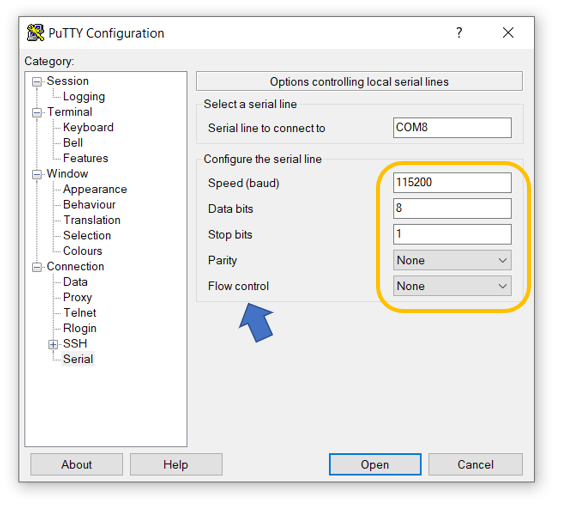 PuTTY Configuration
?
Category:
Session
Logging
Terminal
Keyboard
Bell
Features
Window
Appearance
Behaviour
Translation
Selection
Colours
Connection
Data
Proxy
Telnet
Rlogin
SSH
Serial
Options controlling local serial lines
Select a serial line
Serial line to connect to COM8
Configure the serial line
Speed (baud) 115200
Data bits 8
Stop bits 1
Parity None
Flow control None
About Help Open Cancel